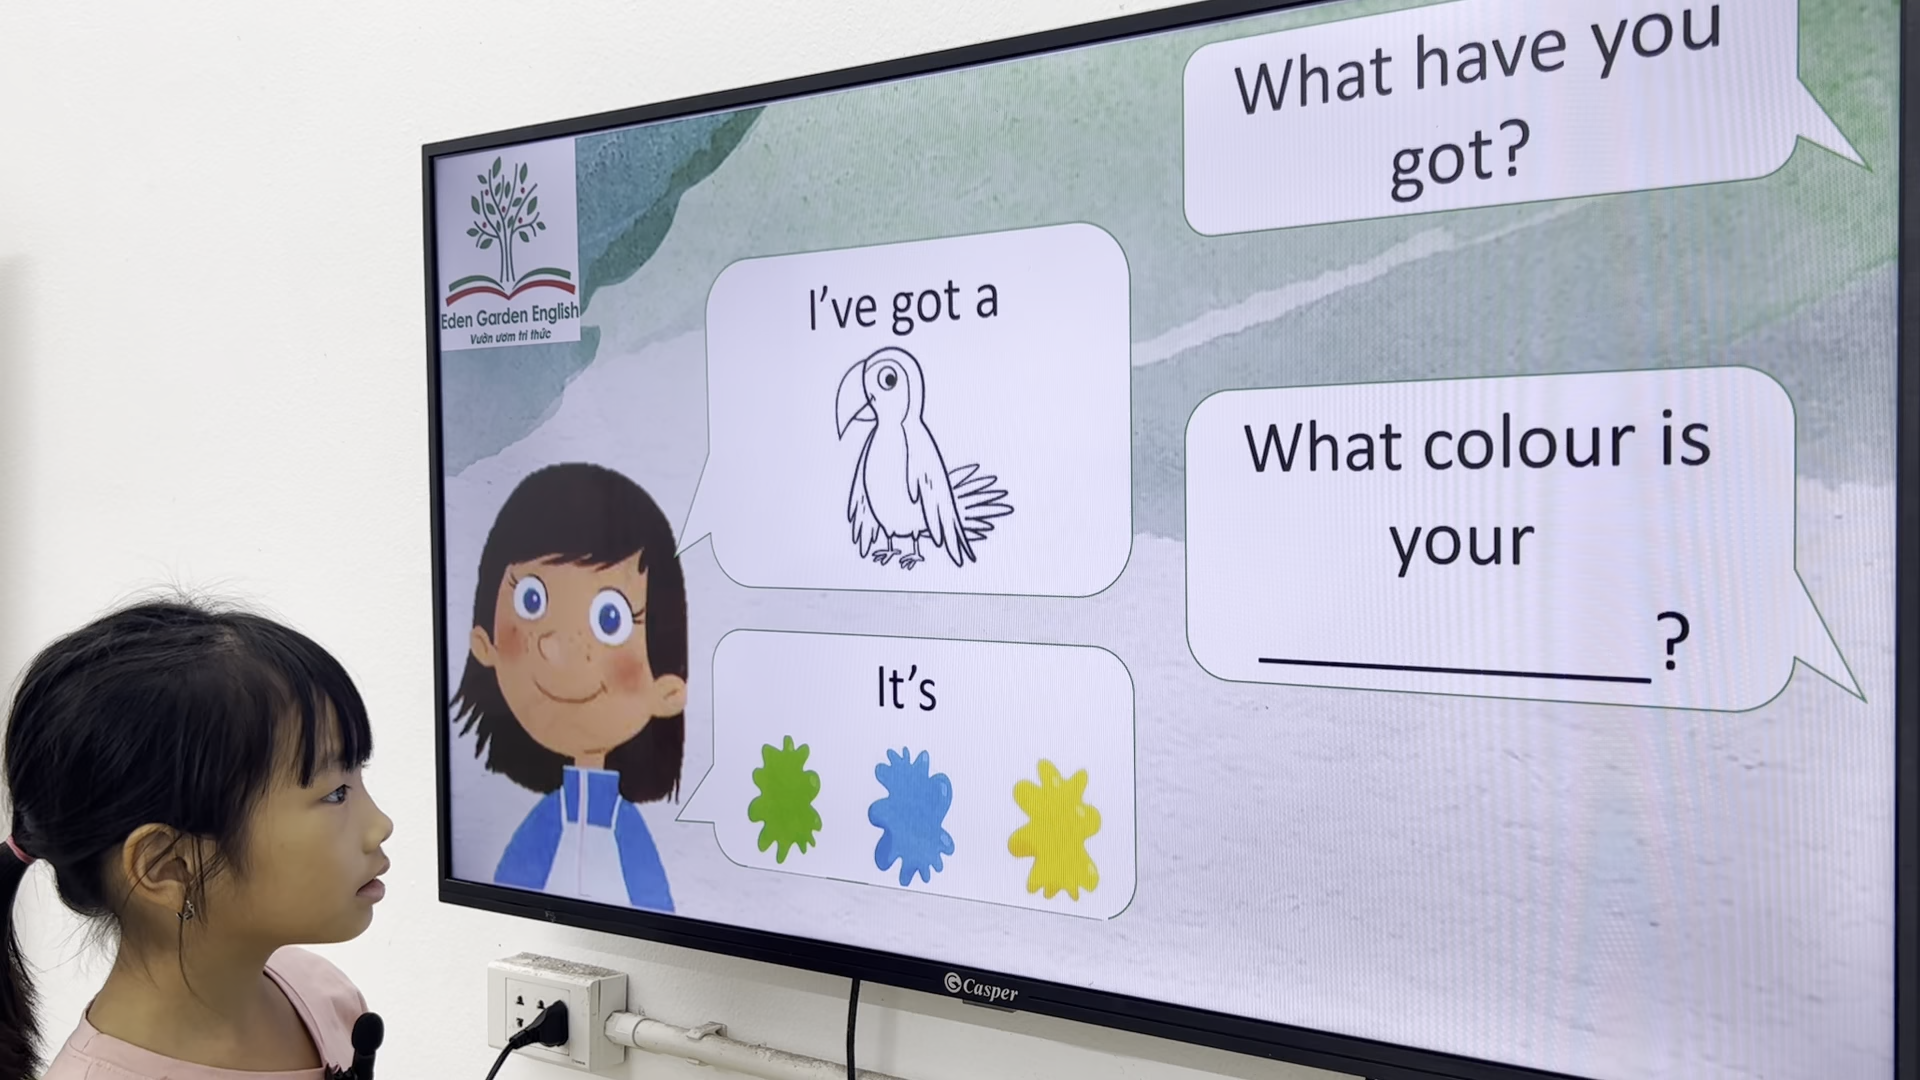 What have you
got?
I've got a
Eden Garden English
Vườn ươm tri thức
What colour is
your
___________?
It's
Casper